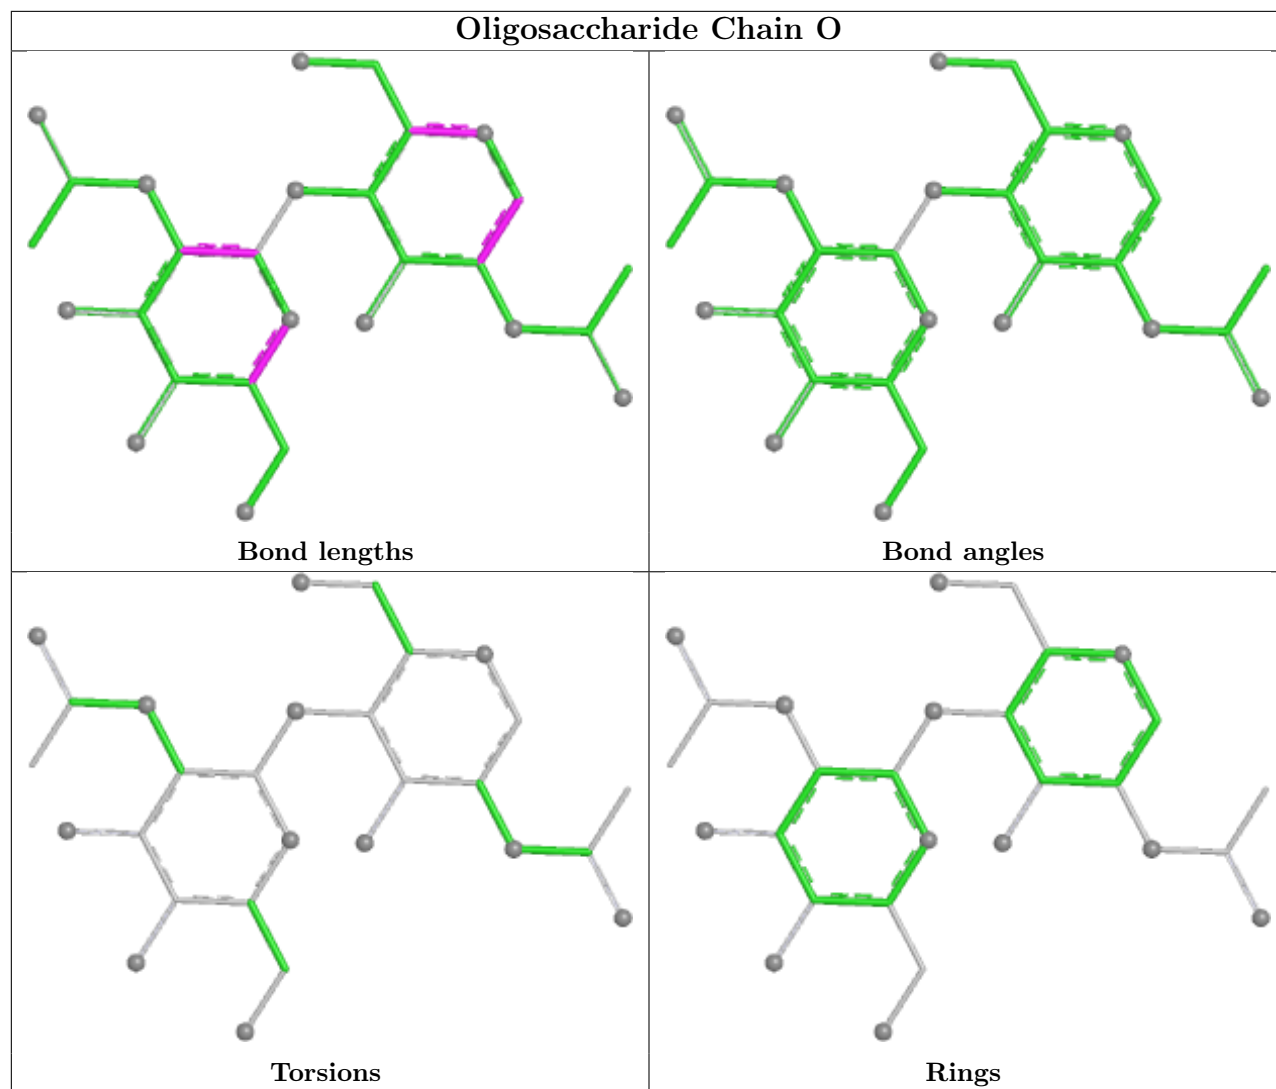 Oligosaccharide Chain O
Bond lengths
Bond angles
Torsions
Rings